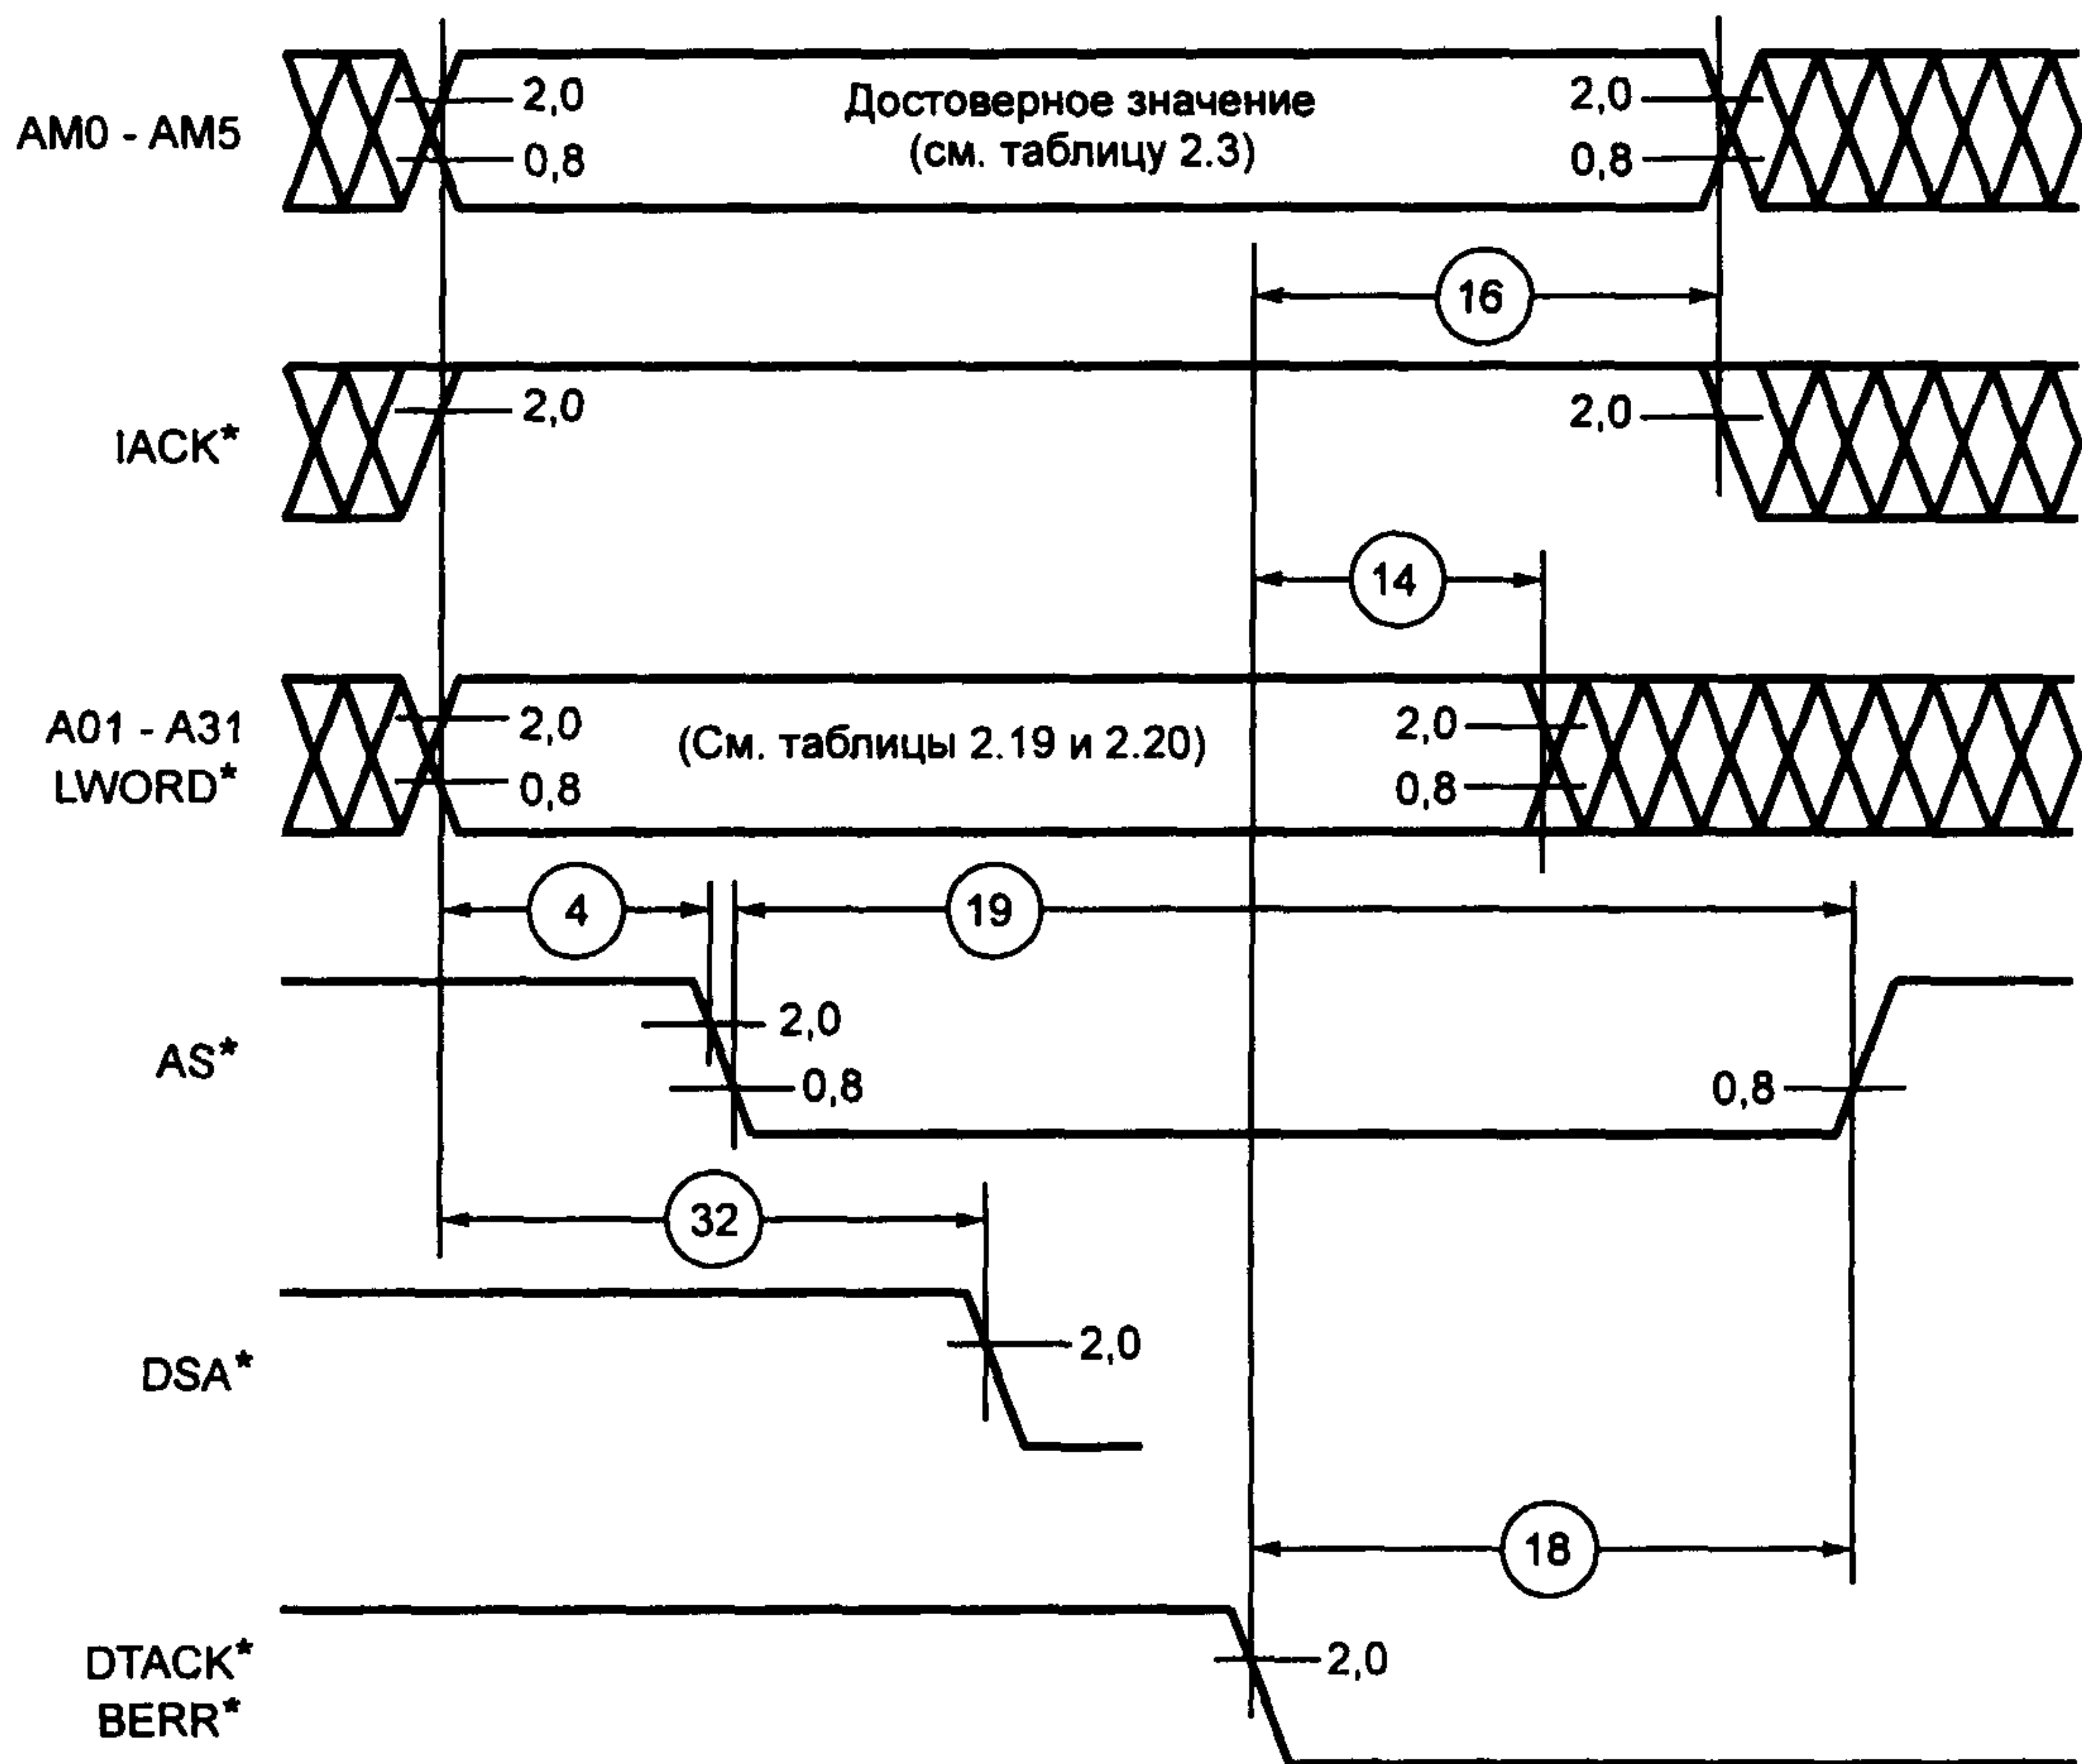 2,0
Достоверное значение
2,0
AM0 - AM5
(см. таблицу 2.3)
0,8
0,8
16
2,0
2,0
IACK*
14
A01 - A31
2,0
(См. таблицы 2.19 и 2.20)
2,0
LWORD*
0,8
0,8
4
19
2,0
AS*
0,8
0,8
32
2,0
DSA*
18
DTACK*
2,0
BERR*